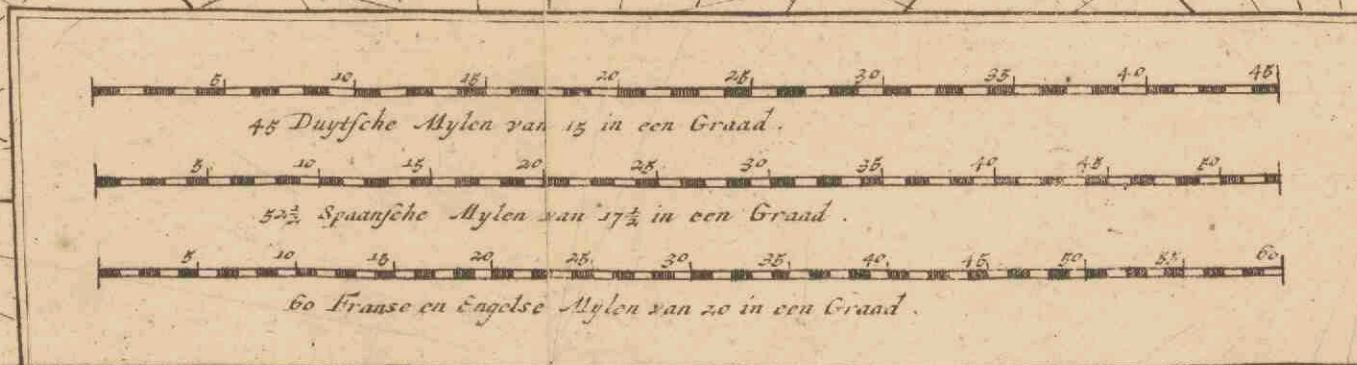 5 10 15 20 25 30 35 40 45
45 Duytſche Mylen van 15 in een Graad.
5 10 15 20 25 30 35 40 45 50
52½ Spaanſche Mylen van 17½ in een Graad.
5 10 15 20 25 30 35 40 45 50 55 60
60 Franse en Engelse Mylen van 20 in een Graad.